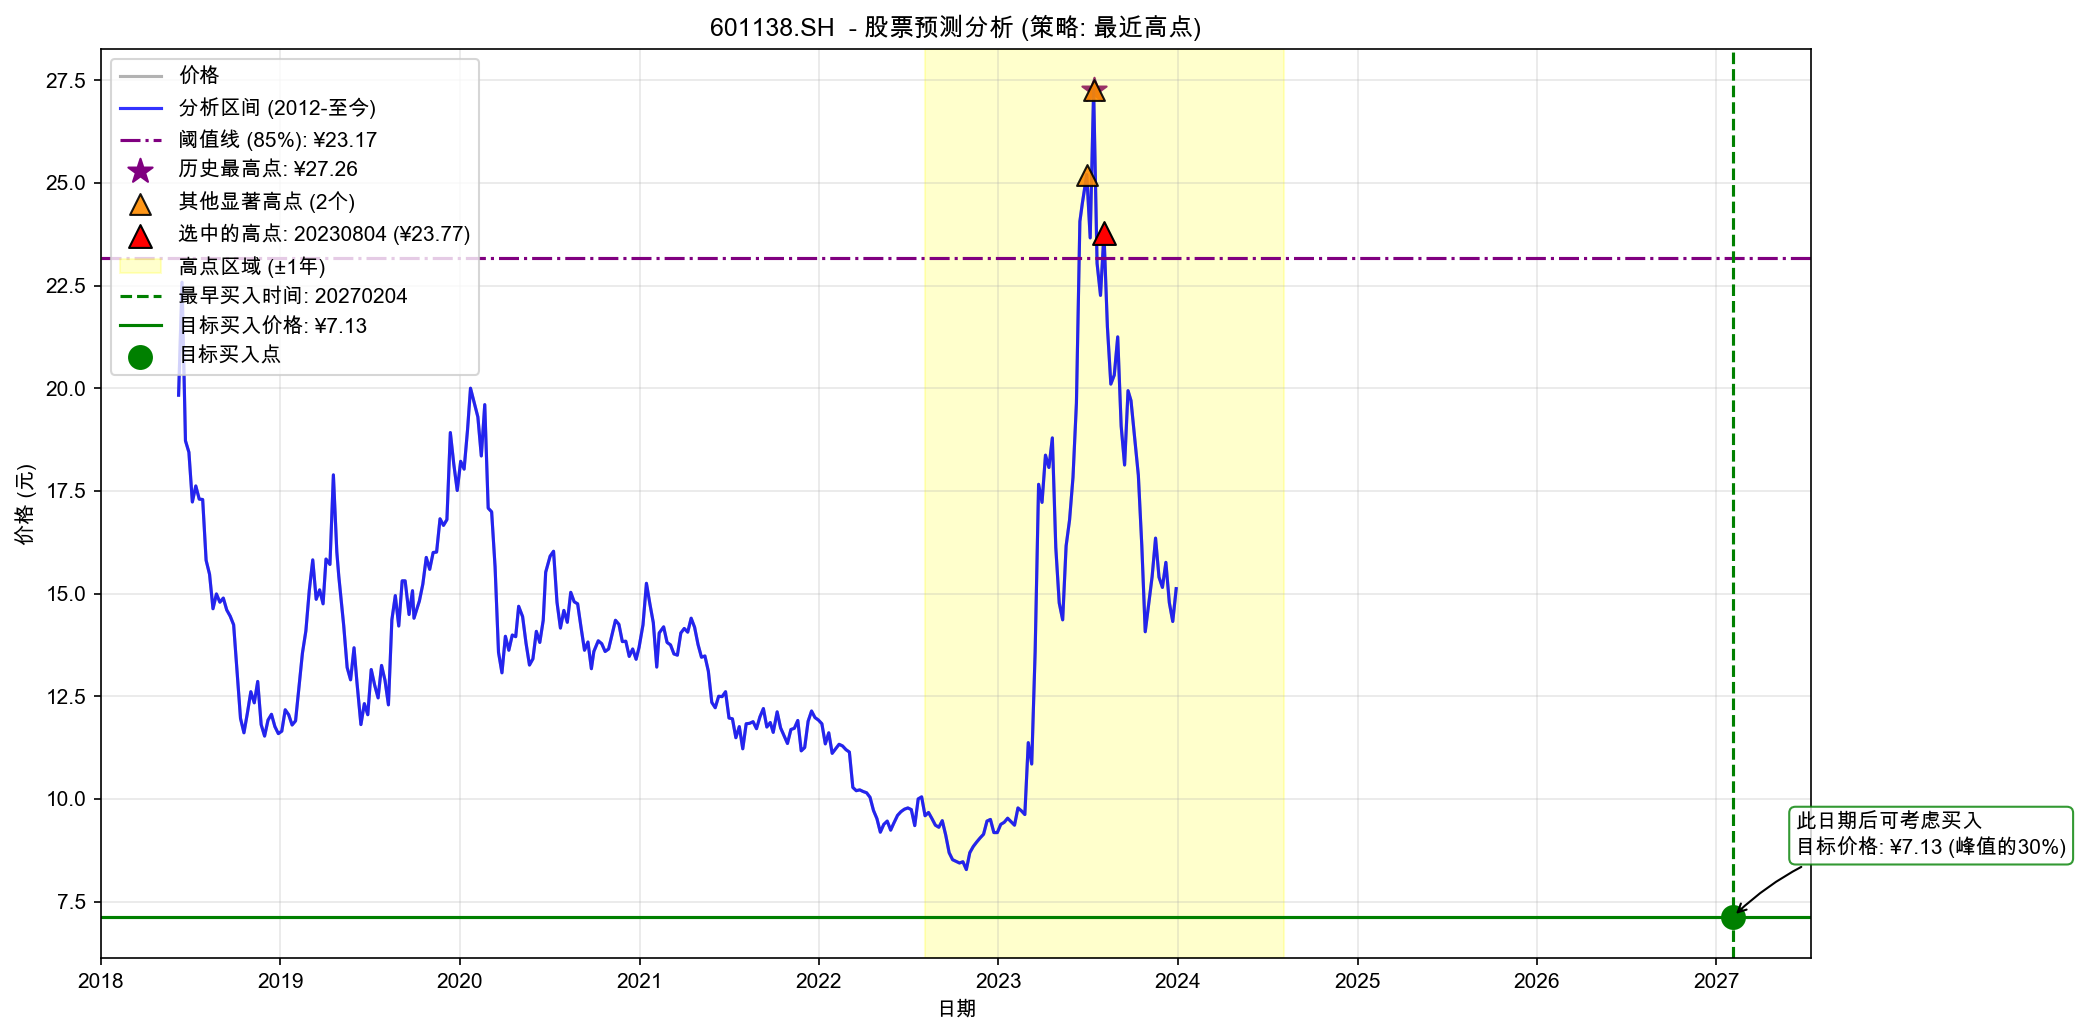 601138.SH  - 股票预测分析 (策略: 最近高点)
价格
分析区间 (2012-至今)
阈值线 (85%): ¥23.17
历史最高点: ¥27.26
其他显著高点 (2个)
选中的高点: 20230804 (¥23.77)
高点区域 (±1年)
最早买入时间: 20270204
目标买入价格: ¥7.13
目标买入点
27.5
25.0
22.5
20.0
17.5
15.0
12.5
10.0
7.5
价格 (元)
此日期后可考虑买入
目标价格: ¥7.13 (峰值的30%)
2018
2019
2020
2021
2022
2023
2024
2025
2026
2027
日期